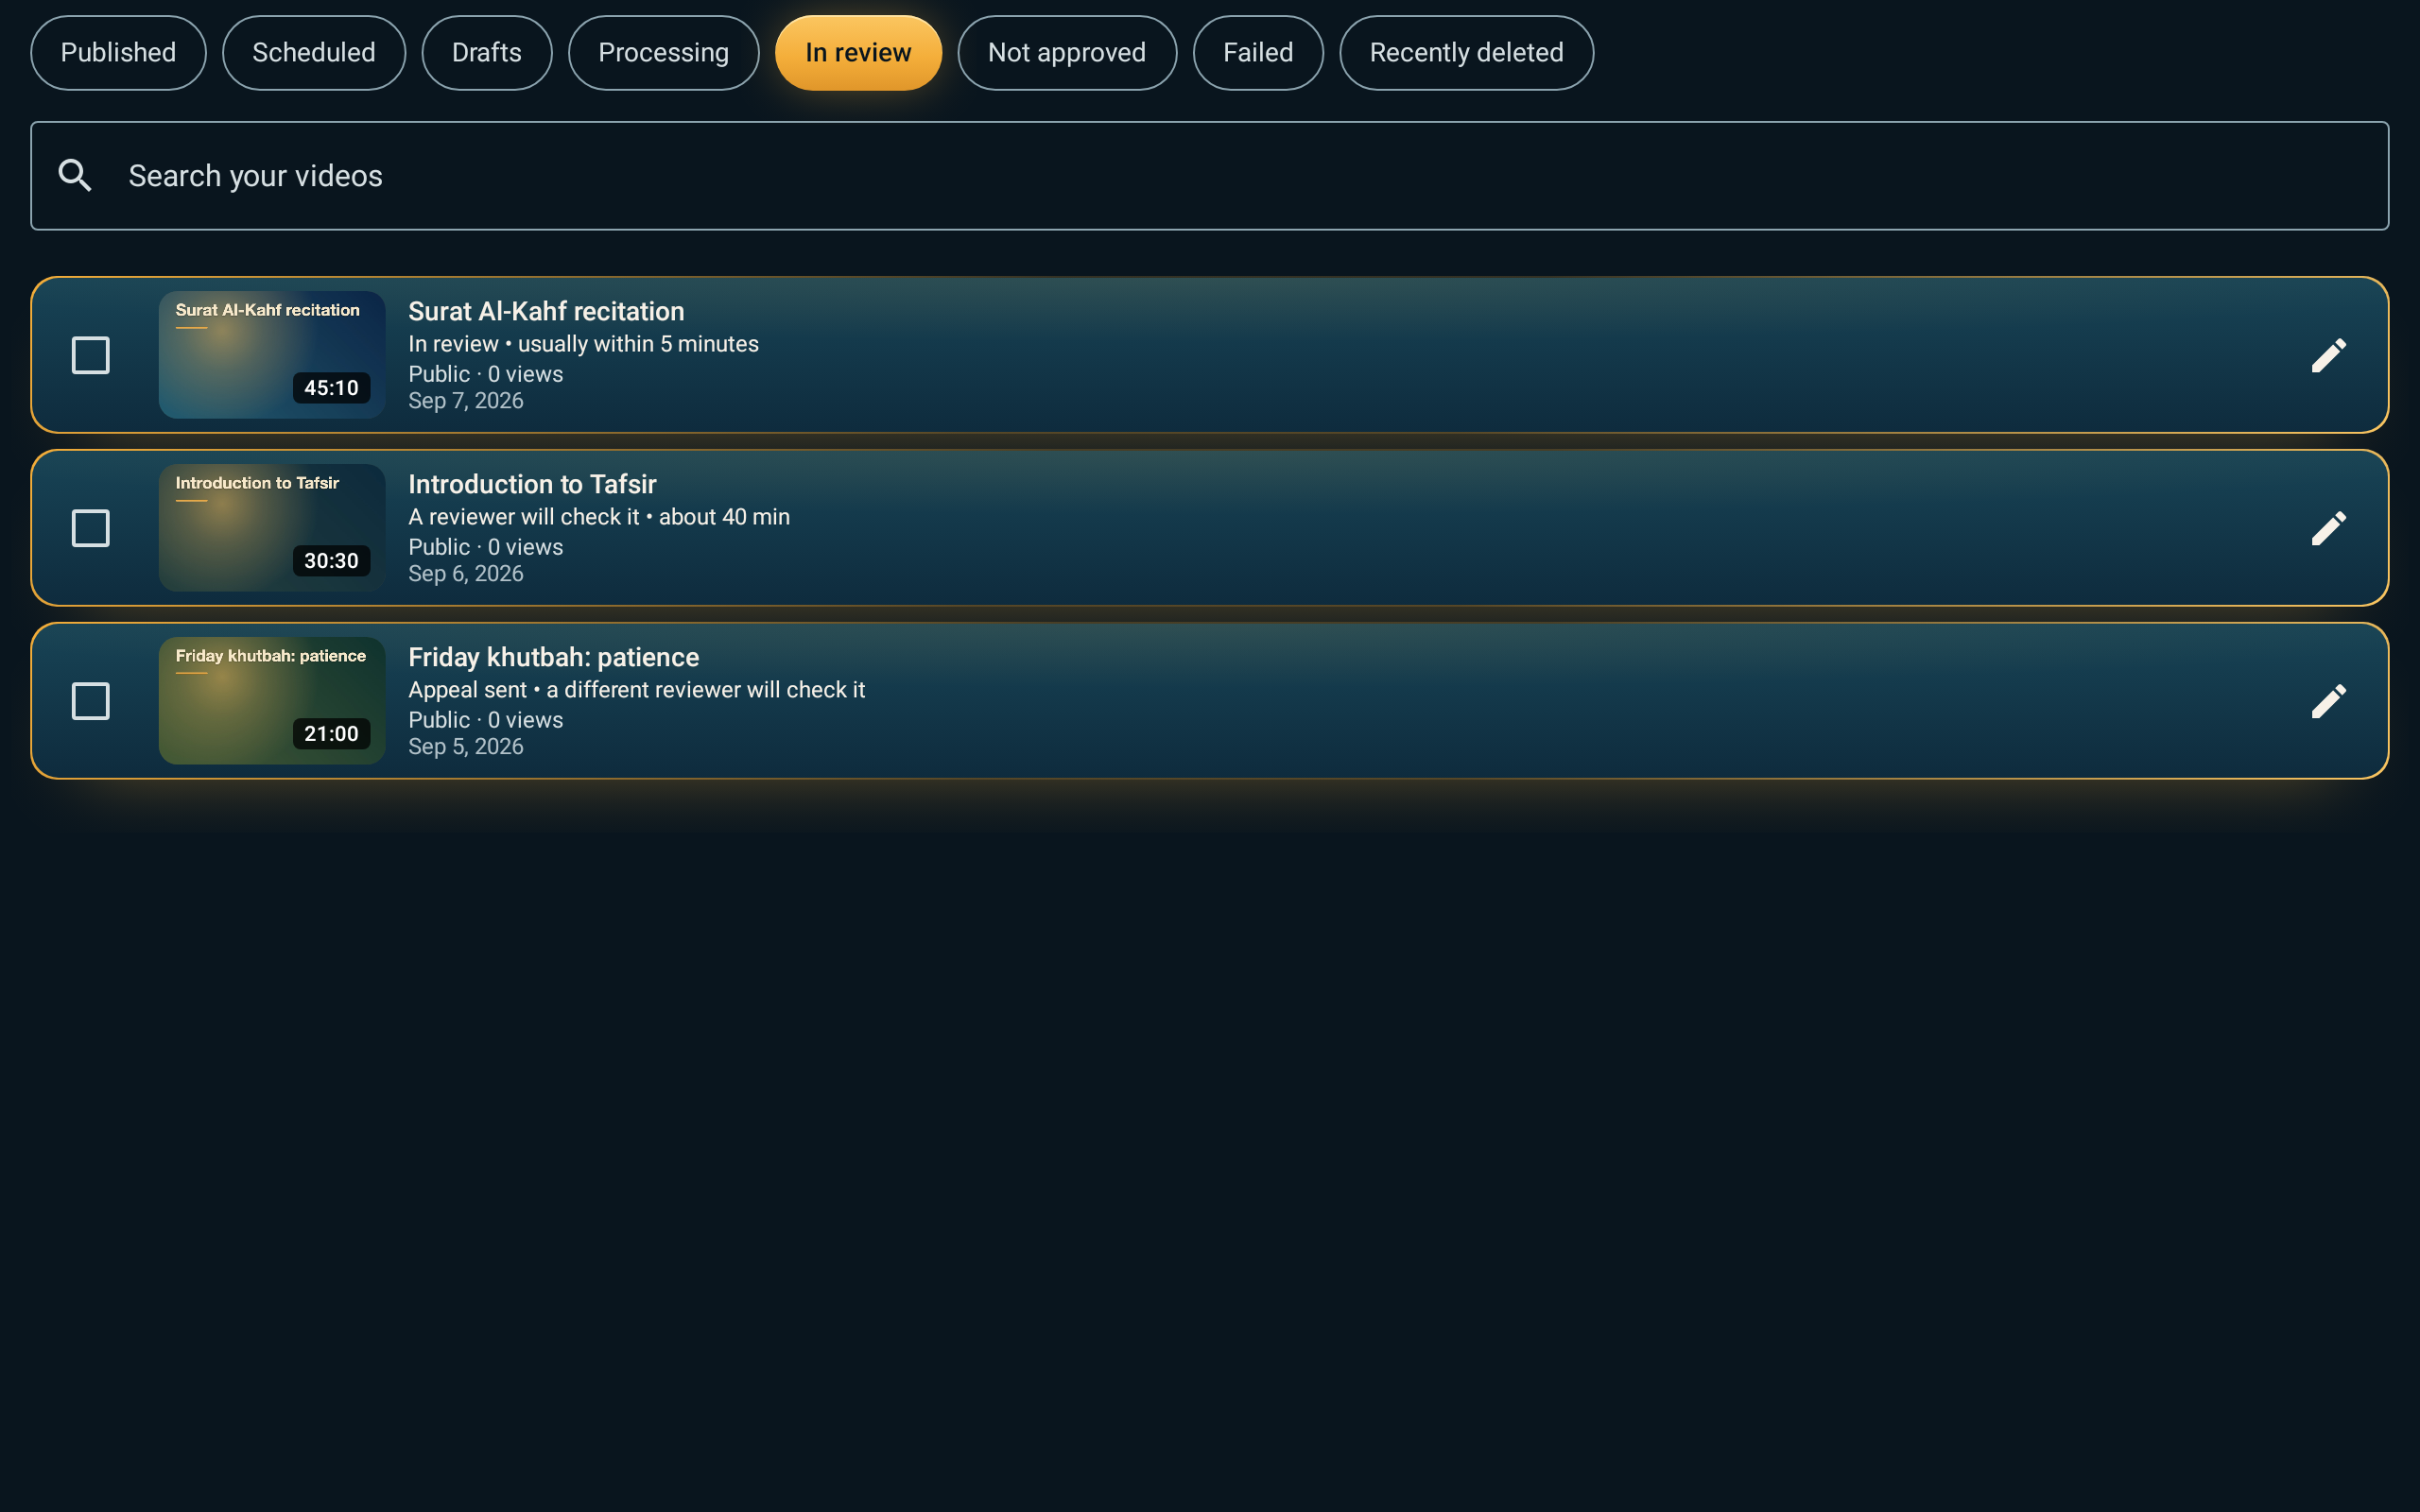 Published
Scheduled
Drafts
Processing
In review
Not approved
Failed
Recently deleted
Search your videos
Surat Al-Kahf recitation
45:10
Surat Al-Kahf recitation
In review • usually within 5 minutes
Public · 0 views
Sep 7, 2026
Introduction to Tafsir
30:30
Introduction to Tafsir
A reviewer will check it • about 40 min
Public · 0 views
Sep 6, 2026
Friday khutbah: patience
21:00
Friday khutbah: patience
Appeal sent • a different reviewer will check it
Public · 0 views
Sep 5, 2026